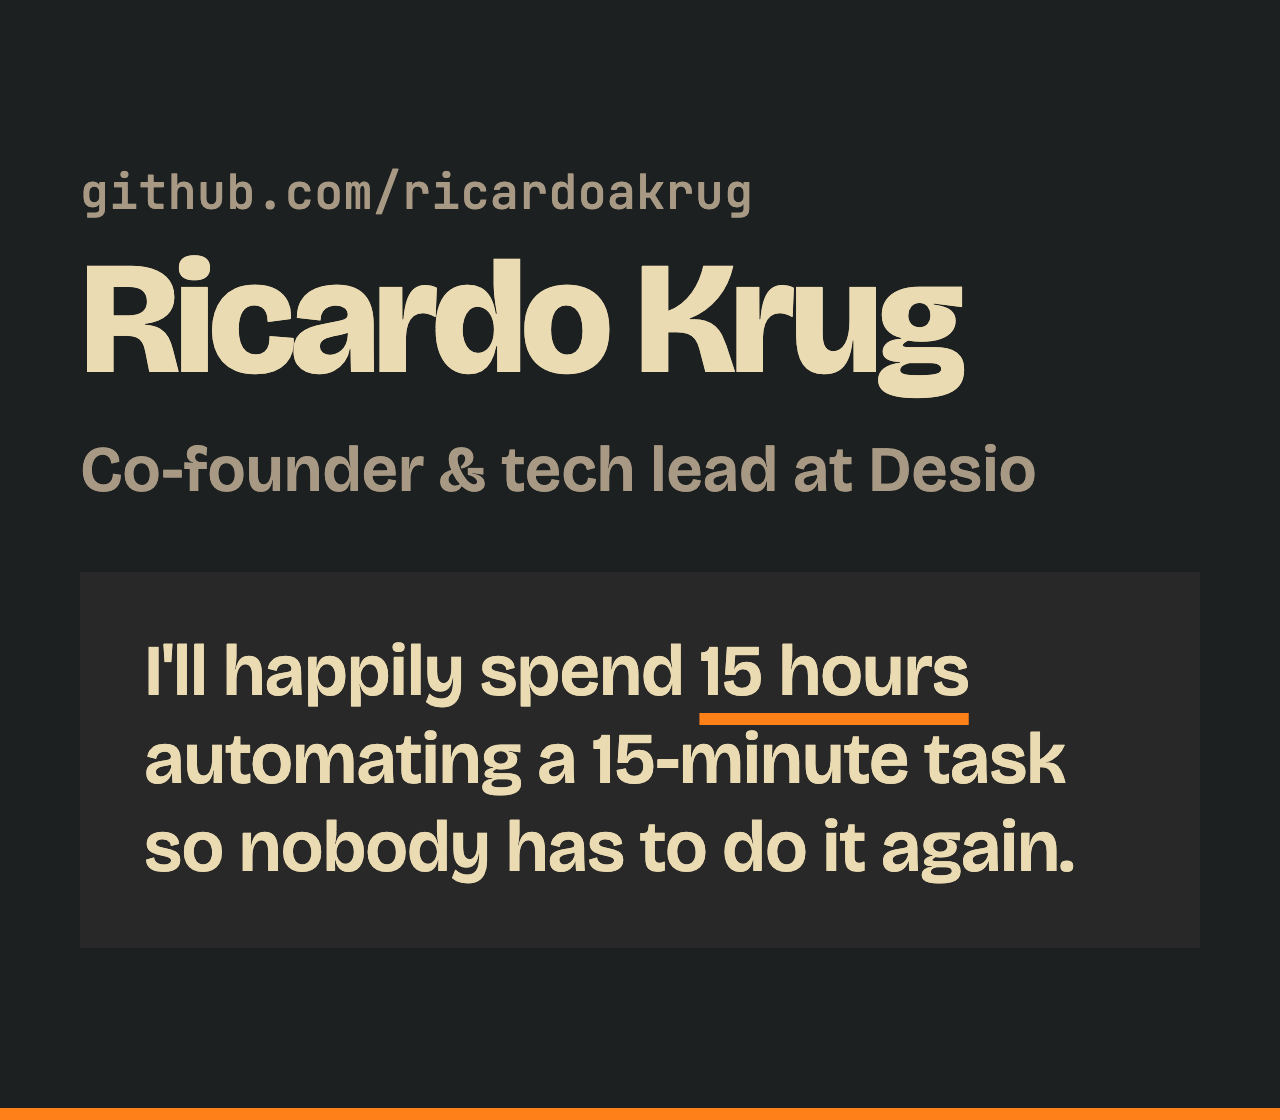 github.com/ricardoakrug
Ricardo Krug
Co-founder & tech lead at Desio
I'll happily spend 15 hours
automating a 15-minute task
so nobody has to do it again.